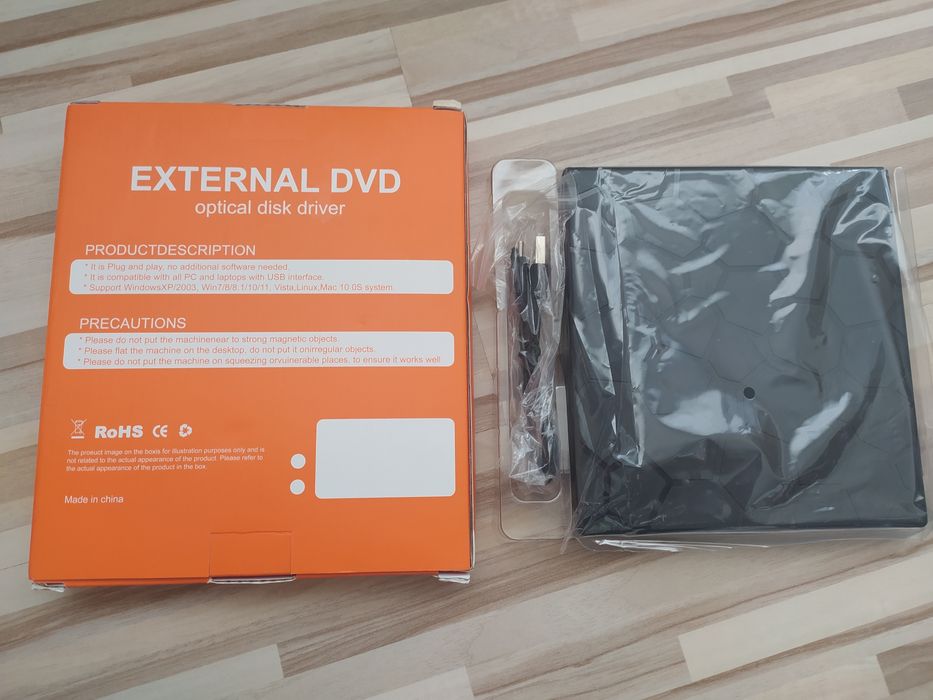 EXTERNAL DVD
optical disk driver
PRODUCTDESCRIPTION
* It is Plug and play, no additional software needed.
* It is compatible with all PC and laptops with USB interface.
* Support WindowsXP/2003, Win7/8/8.1/10/11, Vista,Linux,Mac 10.0S system.
PRECAUTIONS
* Please do not put the machinenear to strong magnetic objects.
* Please flat the machine on the desktop, do not put it onirregular objects.
* Please do not put the machine on squeezing orvuinerable places, to ensure it works well
RoHS CE
The proeuct image on the boxis for illustration purposes only and is
not related to the actual appearance of the product. Please refer to
the actual appearance of the product in the box.
Made in china